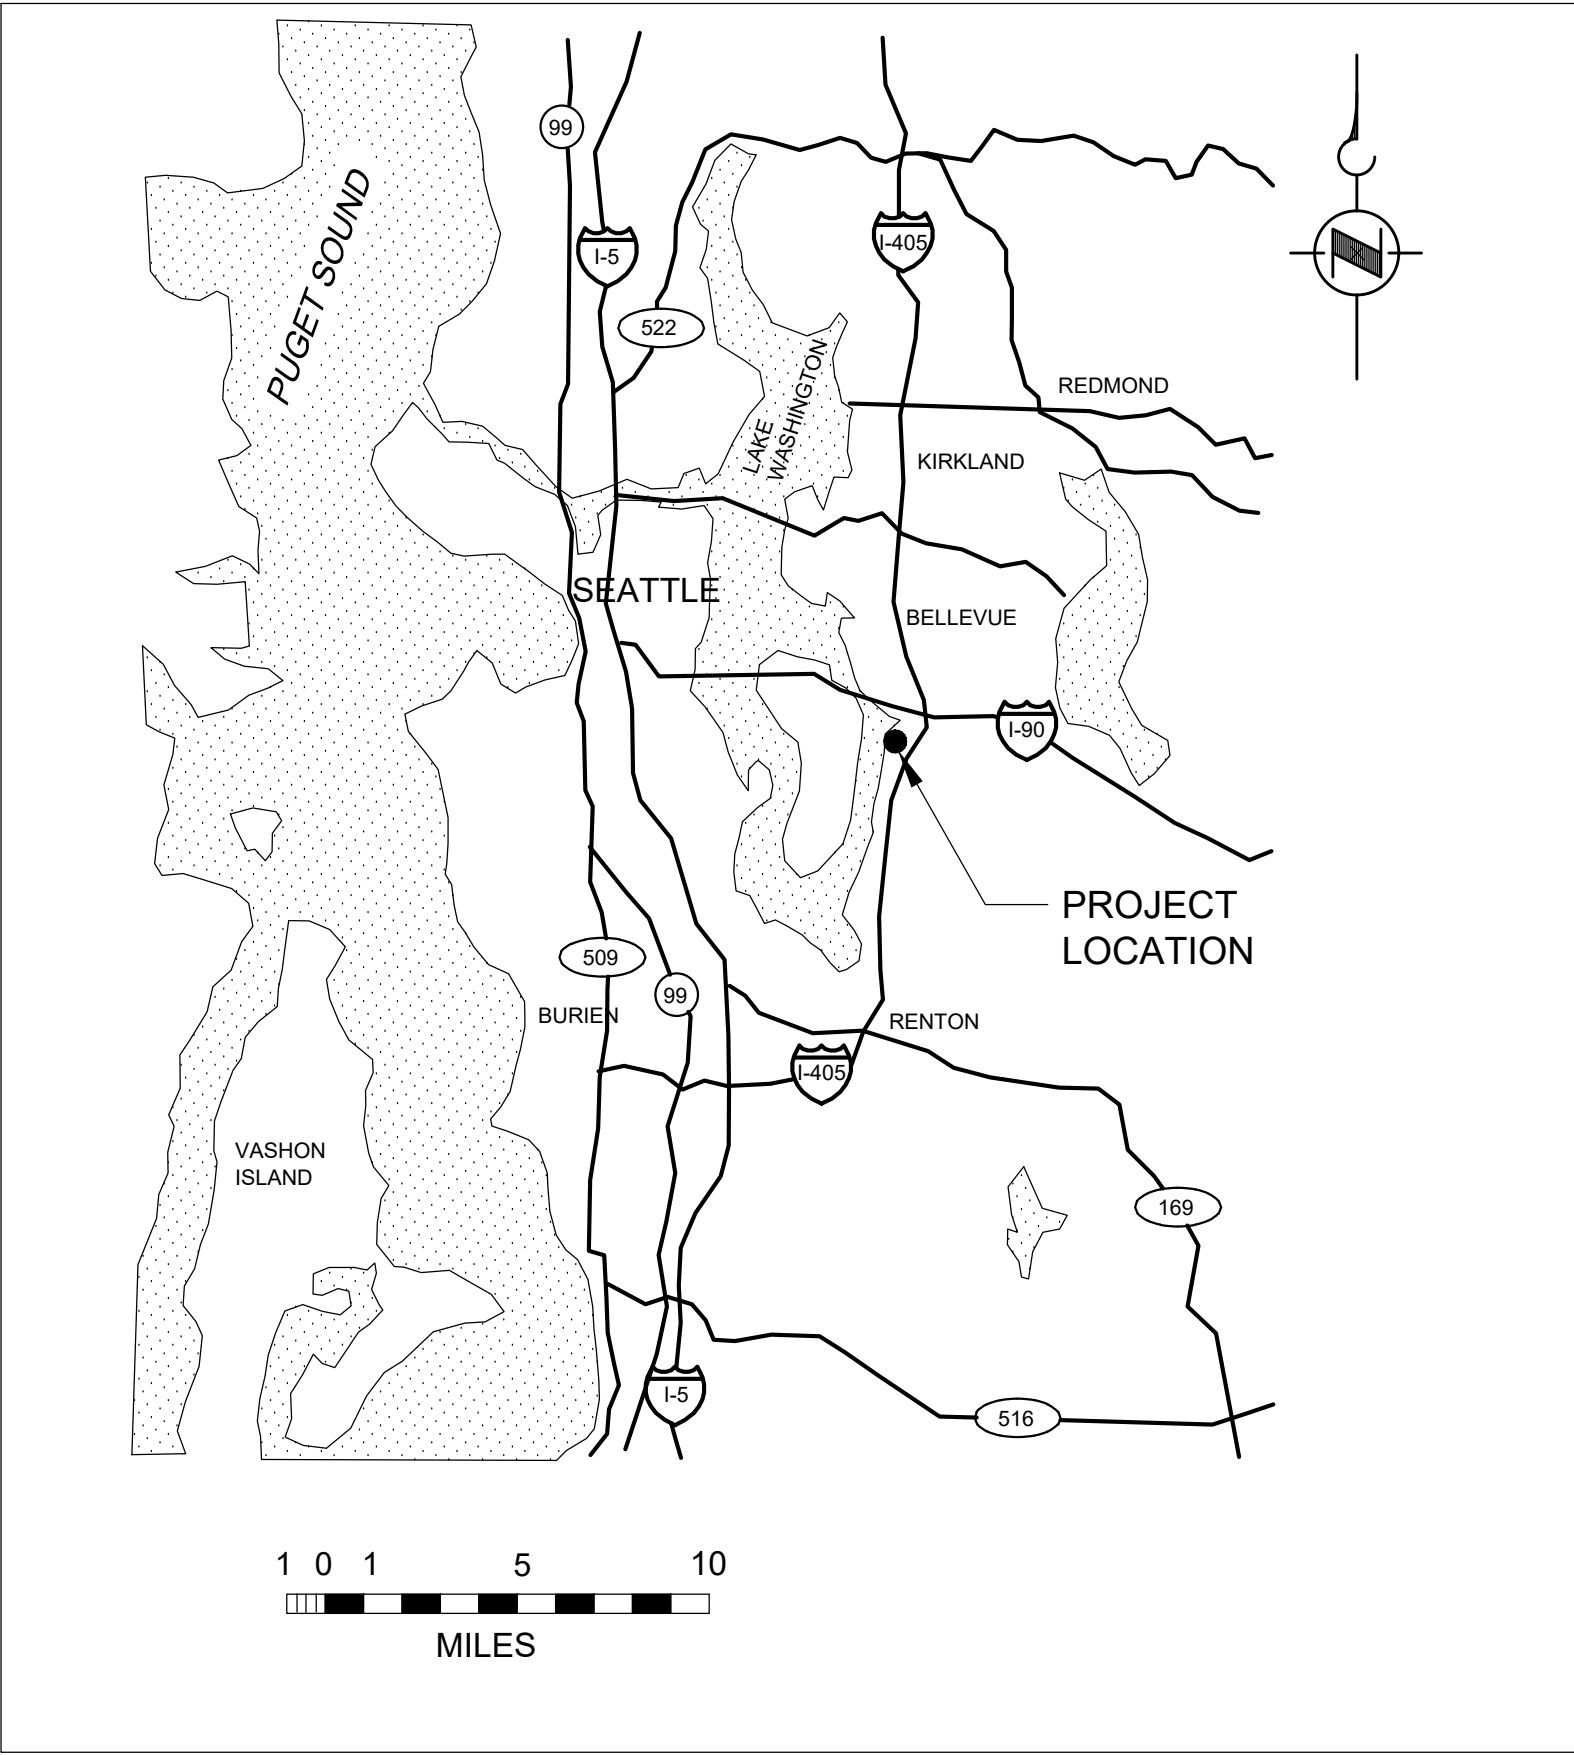 99
I-5
I-405
PUGET SOUND
522
LAKE
WASHINGTON
REDMOND
KIRKLAND
SEATTLE
BELLEVUE
I-90
PROJECT
LOCATION
509
99
BURIEN
RENTON
I-405
VASHON
ISLAND
169
I-5
516
1 0 1 5 10
MILES
N